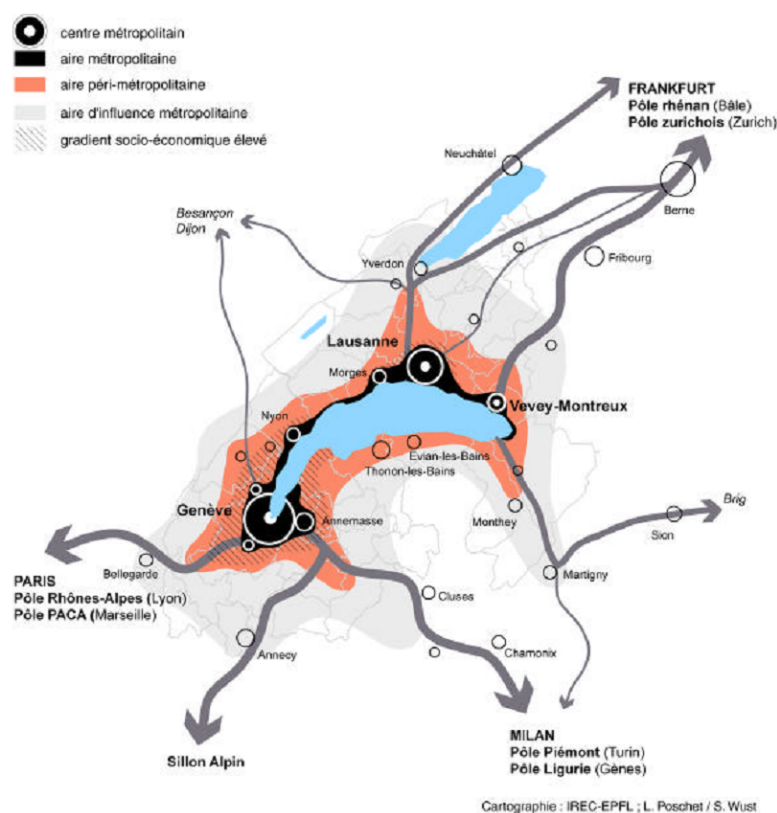 centre métropolitain
aire métropolitaine
aire péri-métropolitaine
aire d'influence métropolitaine
gradient socio-économique élevé
FRANKFURT
Pôle rhénan (Bâle)
Pôle zurichois (Zurich)
Neuchâtel
Berne
Besançon
Dijon
Yverdon
Fribourg
Lausanne
Morges
Vevey-Montreux
Nyon
Evian-les-Bains
Thonon-les-Bains
Genève
Annemasse
Monthey
Brig
Sion
Bellegarde
Martigny
PARIS
Pôle Rhônes-Alpes (Lyon)
Pôle PACA (Marseille)
Cluses
Annecy
Chamonix
Sillon Alpin
MILAN
Pôle Piémont (Turin)
Pôle Ligurie (Gènes)
Cartographie : IREC-EPFL ; L. Poschet / S. Wust